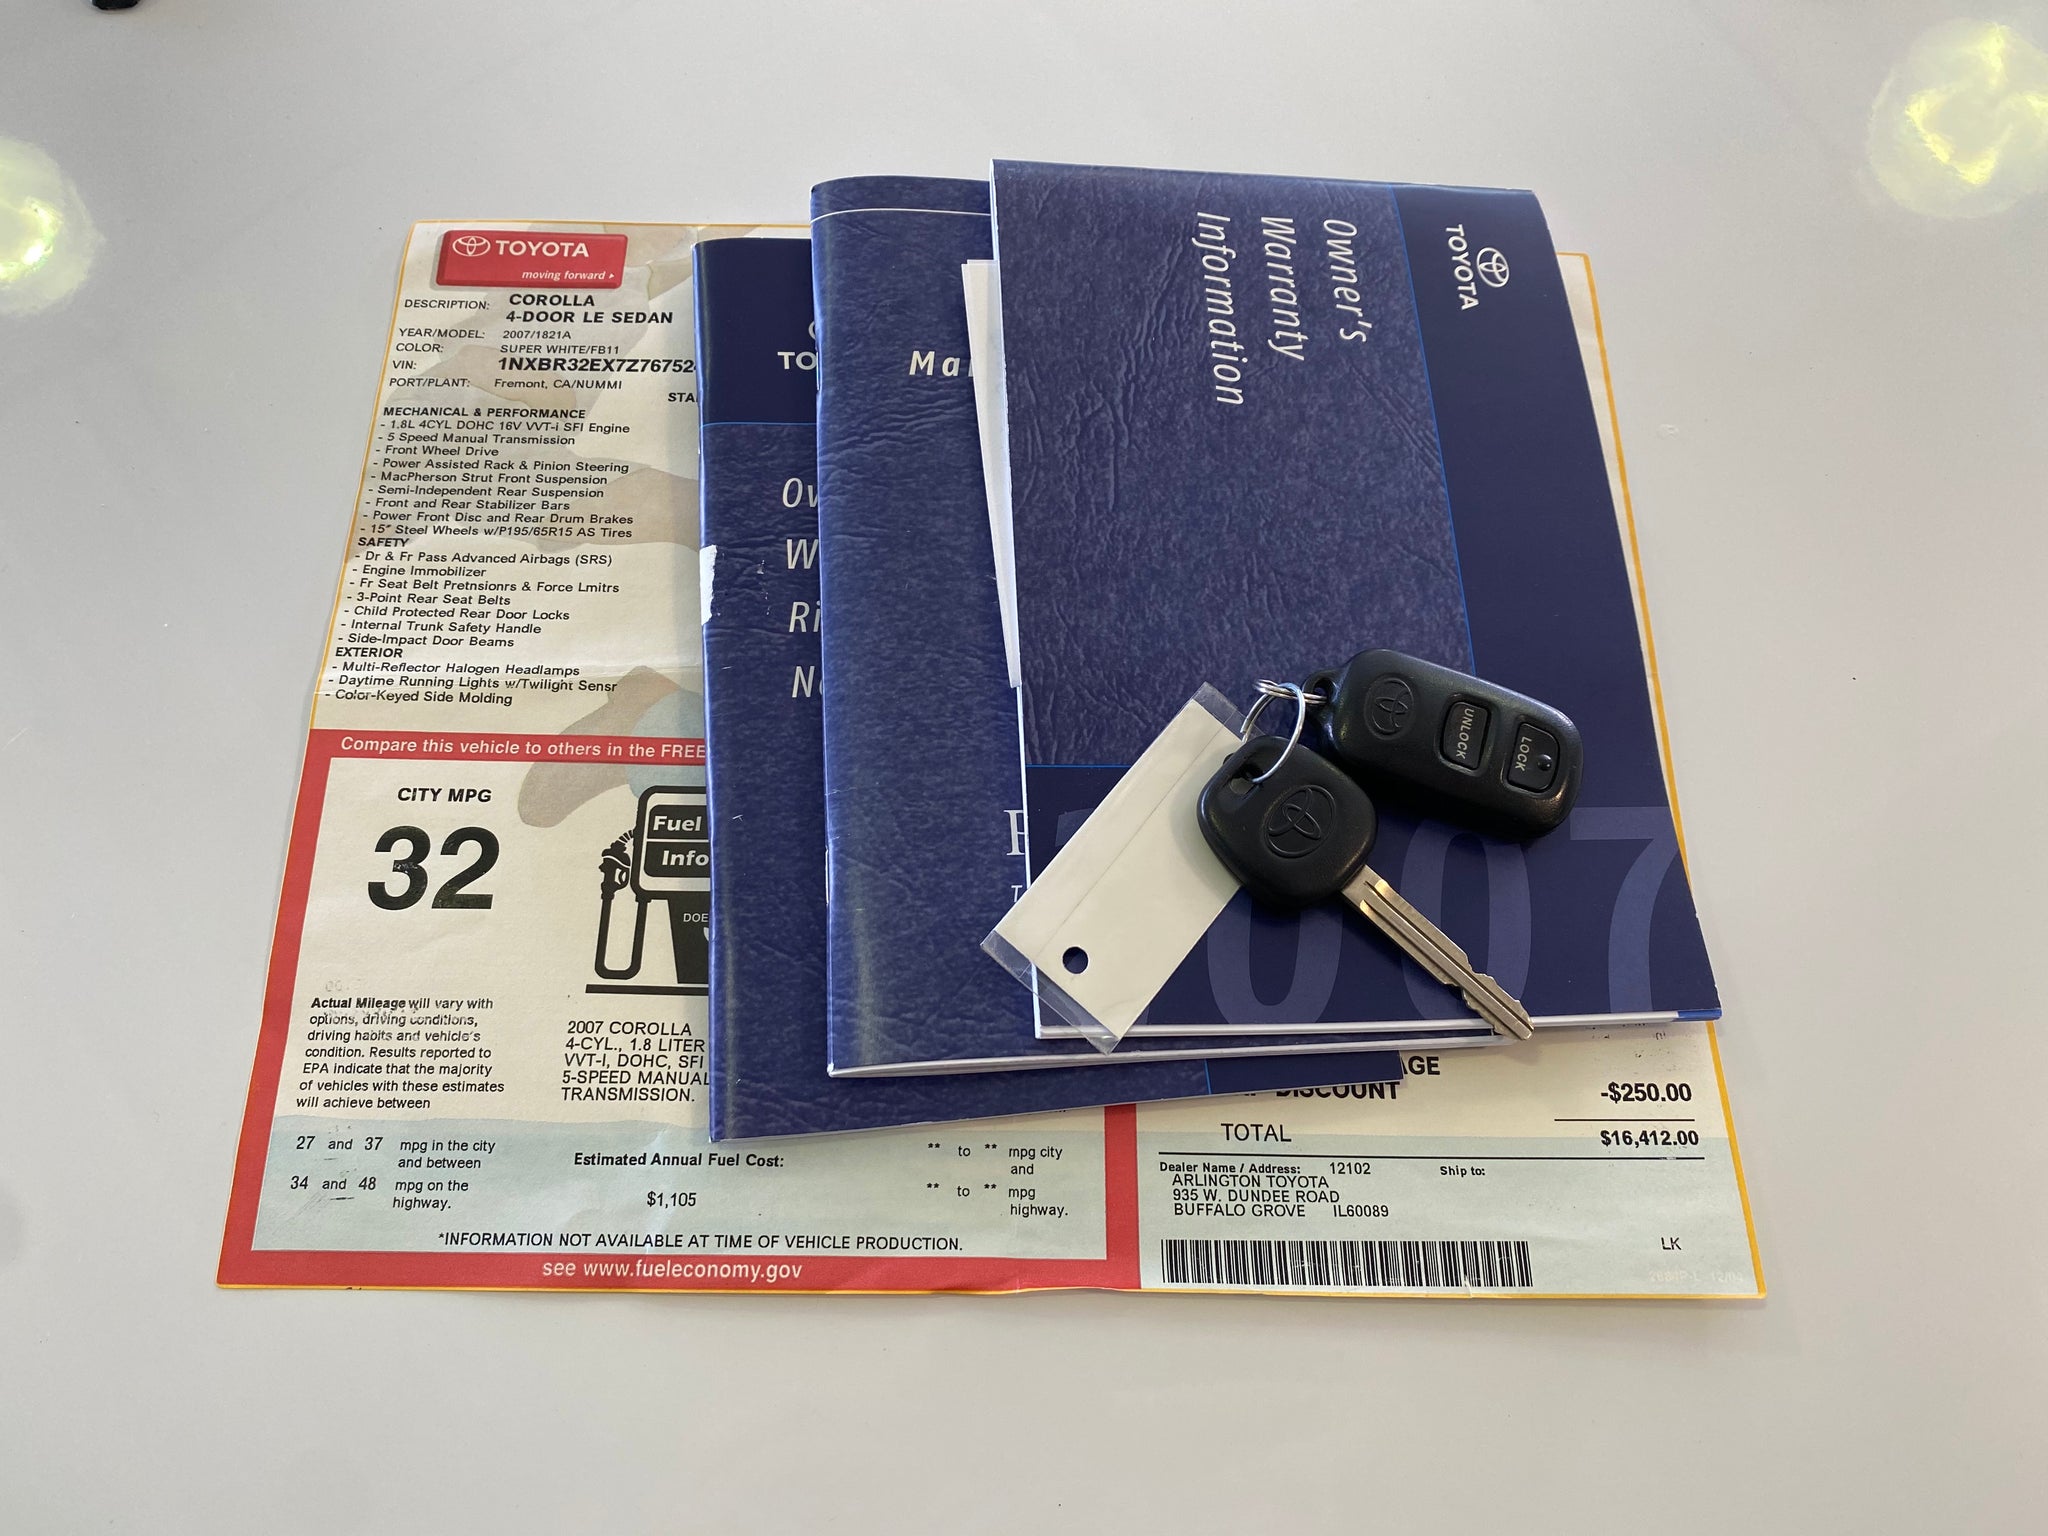 TOYOTA
moving forward
DESCRIPTION: COROLLA
4-DOOR LE SEDAN
YEAR/MODEL: 2007/1821A
COLOR: SUPER WHITE/FB11
VIN: 1NXBR32EX7Z76752
PORT/PLANT: Fremont, CA/NUMMI
STA
MECHANICAL & PERFORMANCE
- 1.8L 4CYL DOHC 16V VVT-i SFI Engine
- 5 Speed Manual Transmission
- Front Wheel Drive
- Power Assisted Rack & Pinion Steering
- MacPherson Strut Front Suspension
- Semi-Independent Rear Suspension
- Front and Rear Stabilizer Bars
- Power Front Disc and Rear Drum Brakes
- 15" Steel Wheels w/P195/65R15 AS Tires
SAFETY
- Dr & Fr Pass Advanced Airbags (SRS)
- Engine Immobilizer
- Fr Seat Belt Pretnsionrs & Force Lmitrs
- 3-Point Rear Seat Belts
- Child Protected Rear Door Locks
- Internal Trunk Safety Handle
- Side-Impact Door Beams
EXTERIOR
- Multi-Reflector Halogen Headlamps
- Daytime Running Lights w/Twilight Sensr
- Color-Keyed Side Molding
Compare this vehicle to others in the FREE
CITY MPG
32
Fuel
Info
DOE
Actual Mileage will vary with
options, driving conditions,
driving habits and vehicle's
condition. Results reported to
EPA indicate that the majority
of vehicles with these estimates
will achieve between
2007 COROLLA
4-CYL., 1.8 LITER
VVT-I, DOHC, SFI
5-SPEED MANUAL
TRANSMISSION.
27 and 37 mpg in the city
and between
34 and 48 mpg on the
highway.
Estimated Annual Fuel Cost:
$1,105
** to ** mpg city
and
** to ** mpg
highway.
*INFORMATION NOT AVAILABLE AT TIME OF VEHICLE PRODUCTION.
see www.fueleconomy.gov
TO
Ov
W
Ri
Mai
Owner's
Warranty
Information
TOYOTA
2007
UNLOCK
LOCK
AGE
DISCOUNT -$250.00
TOTAL $16,412.00
Dealer Name / Address: 12102 Ship to:
ARLINGTON TOYOTA
935 W. DUNDEE ROAD
BUFFALO GROVE IL60089
LK